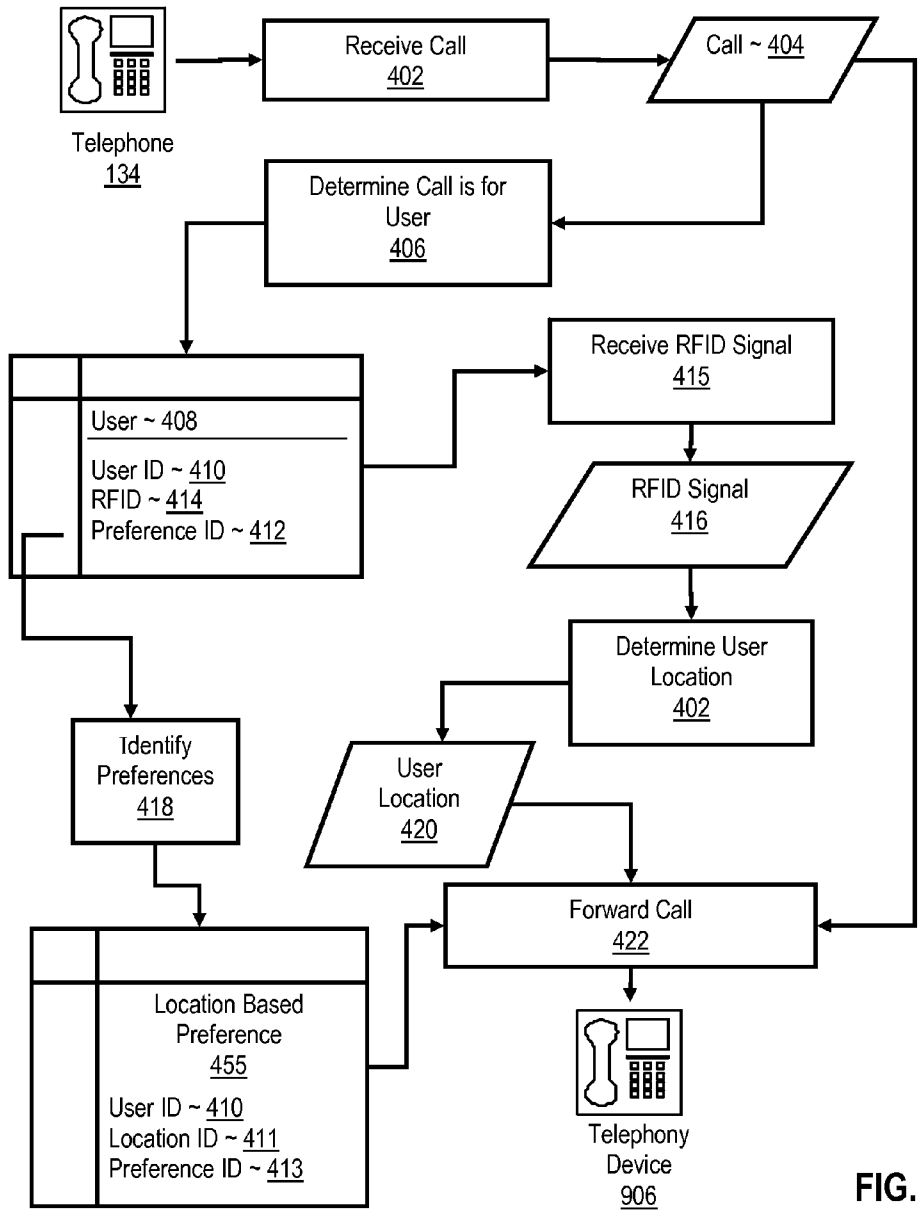 Receive Call
402
Call ~ 404
Telephone
134
Determine Call is for
User
406
Receive RFID Signal
415
User ~ 408
User ID ~ 410
RFID ~ 414
Preference ID ~ 412
RFID Signal
416
Determine User
Location
402
Identify
Preferences
418
User
Location
420
Forward Call
422
Location Based
Preference
455
User ID ~ 410
Location ID ~ 411
Preference ID ~ 413
Telephony
Device
906
FIG.